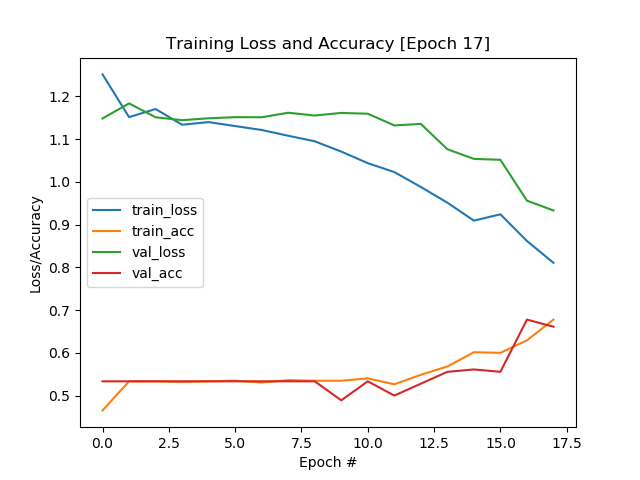 Training Loss and Accuracy [Epoch 17]
Loss/Accuracy
1.2
1.1
1.0
0.9
0.8
0.7
0.6
0.5
train_loss
train_acc
val_loss
val_acc
0.0 2.5 5.0 7.5 10.0 12.5 15.0 17.5
Epoch #